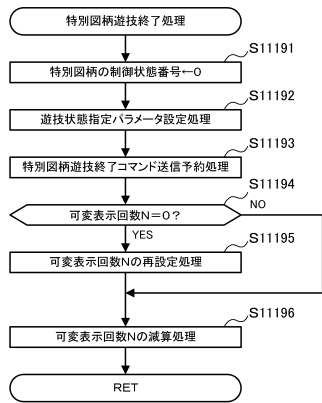 特別図柄遊技終了処理
S11191
特別図柄の制御状態番号←0
S11192
遊技状態指定パラメータ設定処理
S11193
特別図柄遊技終了コマンド送信予約処理
S11194
可変表示回数N=0?
NO
YES
S11195
可変表示回数Nの再設定処理
S11196
可変表示回数Nの減算処理
RET